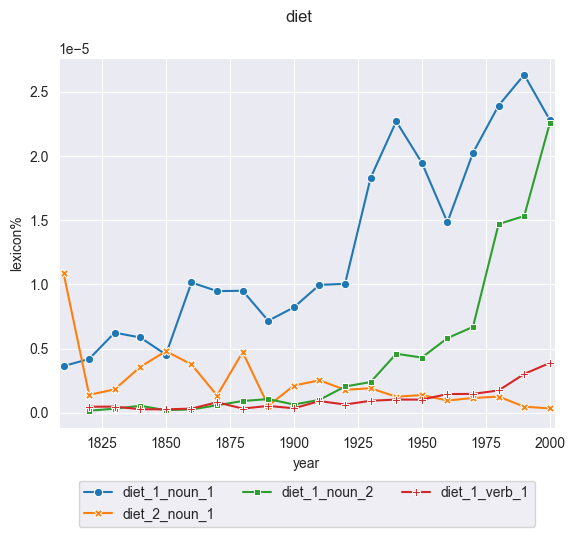 diet
1e−5
2.5
2.0
1.5
1.0
0.5
0.0
lexicon%
1825 1850 1875 1900 1925 1950 1975 2000
year
diet_1_noun_1 diet_1_noun_2 diet_1_verb_1
diet_2_noun_1